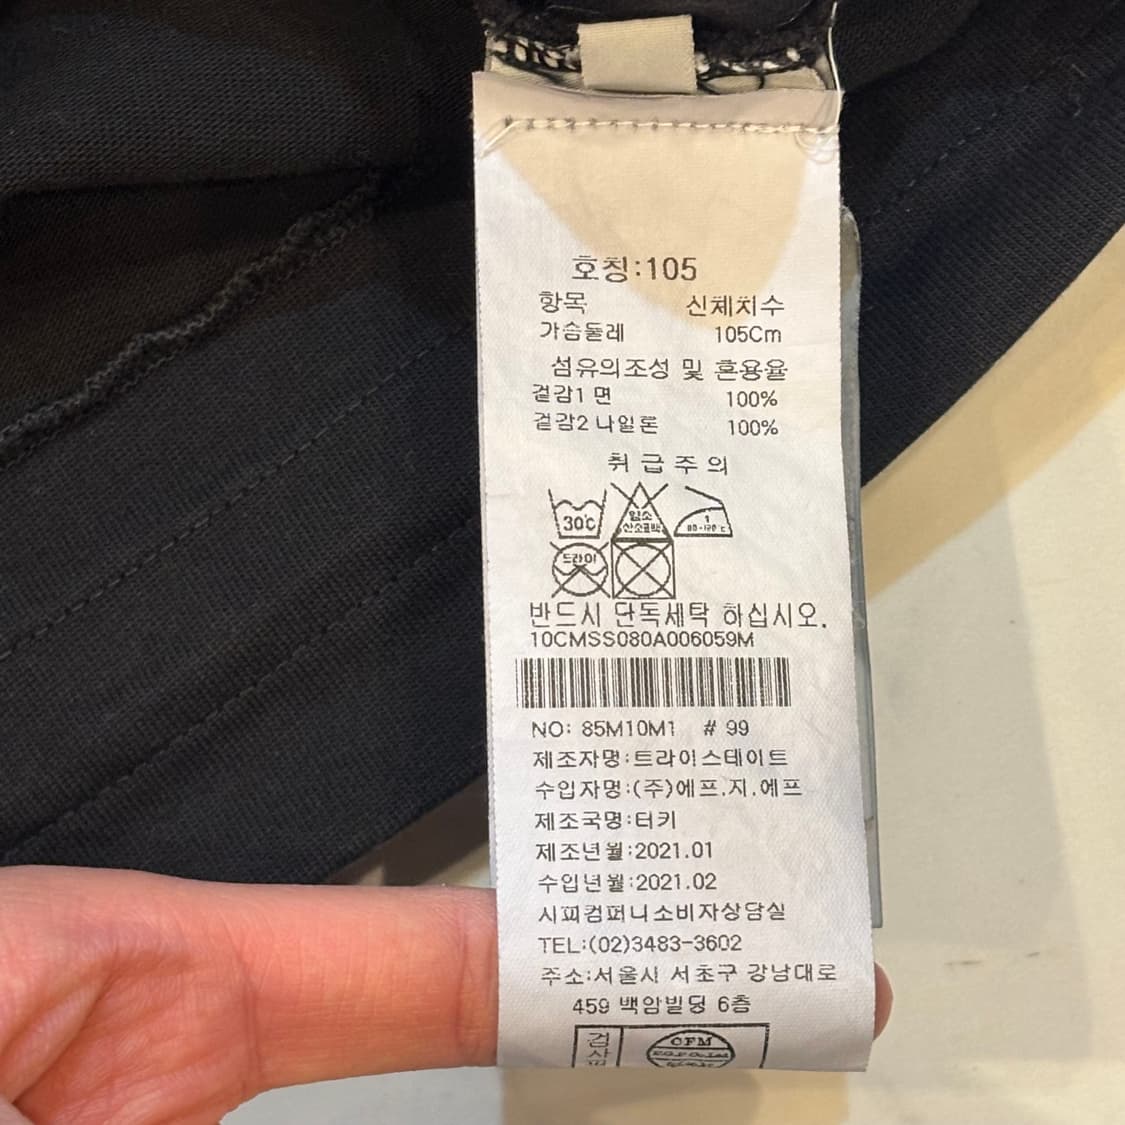 호칭:105
항목 신체치수
가슴둘레 105Cm
섬유의조성 및 혼용율
겉감1 면 100%
겉감2 나일론 100%
취급주의
30℃ 염소 산소표백 1 80-120℃
드라이
반드시 단독세탁 하십시오.
10CMSS080A006059M
NO: 85M10M1 # 99
제조자명:트라이스테이트
수입자명:(주)에프.지.에프
제조국명:터키
제조년월:2021.01
수입년월:2021.02
시피컴퍼니소비자상담실
TEL:(02)3483-3602
주소:서울시 서초구 강남대로
459 백암빌딩 6층
검사 CFM